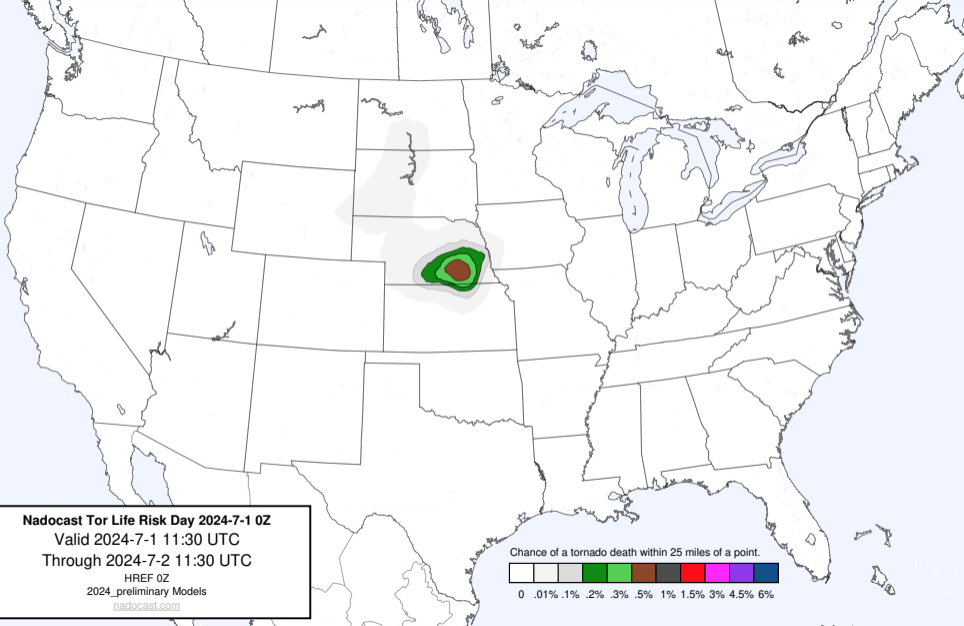 Nadocast Tor Life Risk Day 2024-7-1 0Z
Valid 2024-7-1 11:30 UTC
Through 2024-7-2 11:30 UTC
HREF 0Z
2024_preliminary Models
nadocast.com
Chance of a tornado death within 25 miles of a point.
0 .01% .1% .2% .3% .5% 1% 1.5% 3% 4.5% 6%